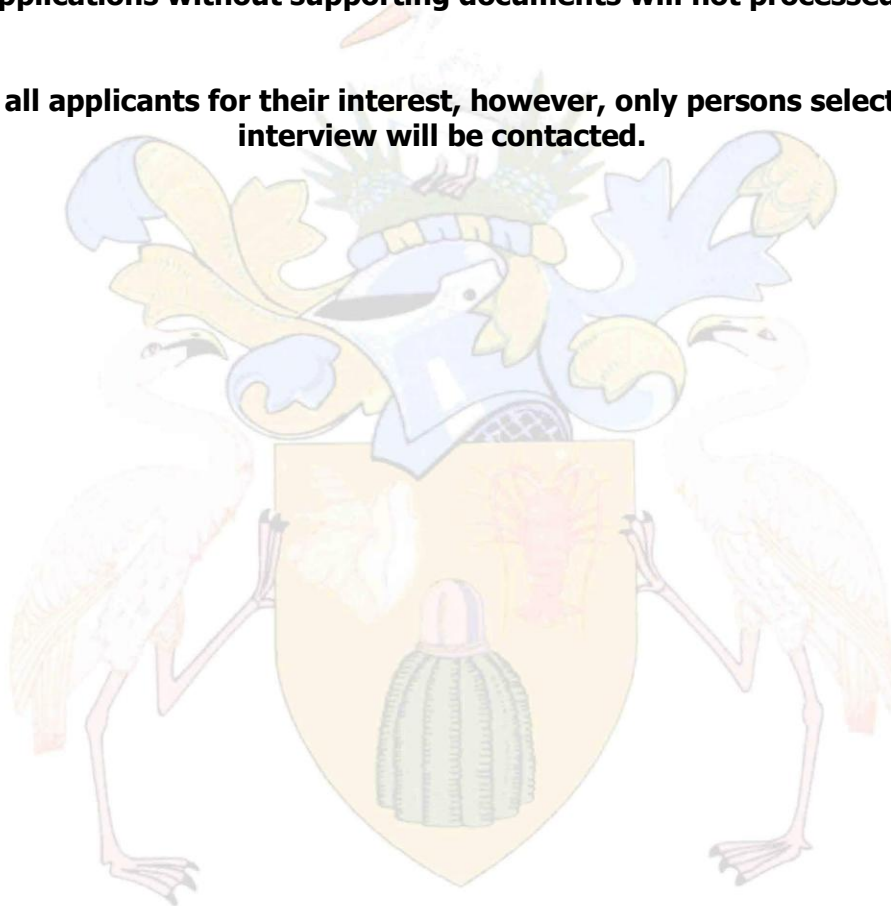 pplications without supporting documents will not processed
all applicants for their interest, however, only persons select
interview will be contacted.